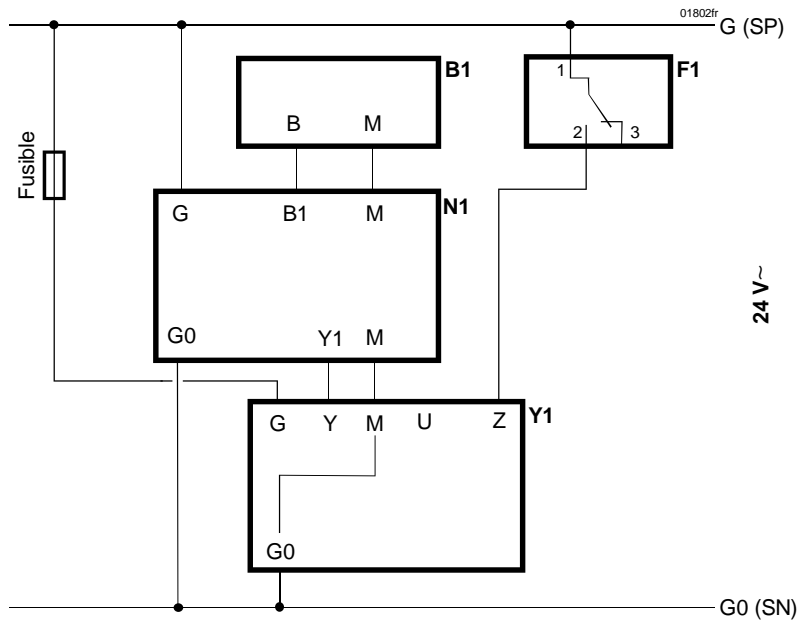 01802fr
G (SP)
B1
F1
1
B M
2 3
Fusible
N1
G B1 M
24 V~
G0 Y1 M
Y1
G Y M U Z
G0
G0 (SN)